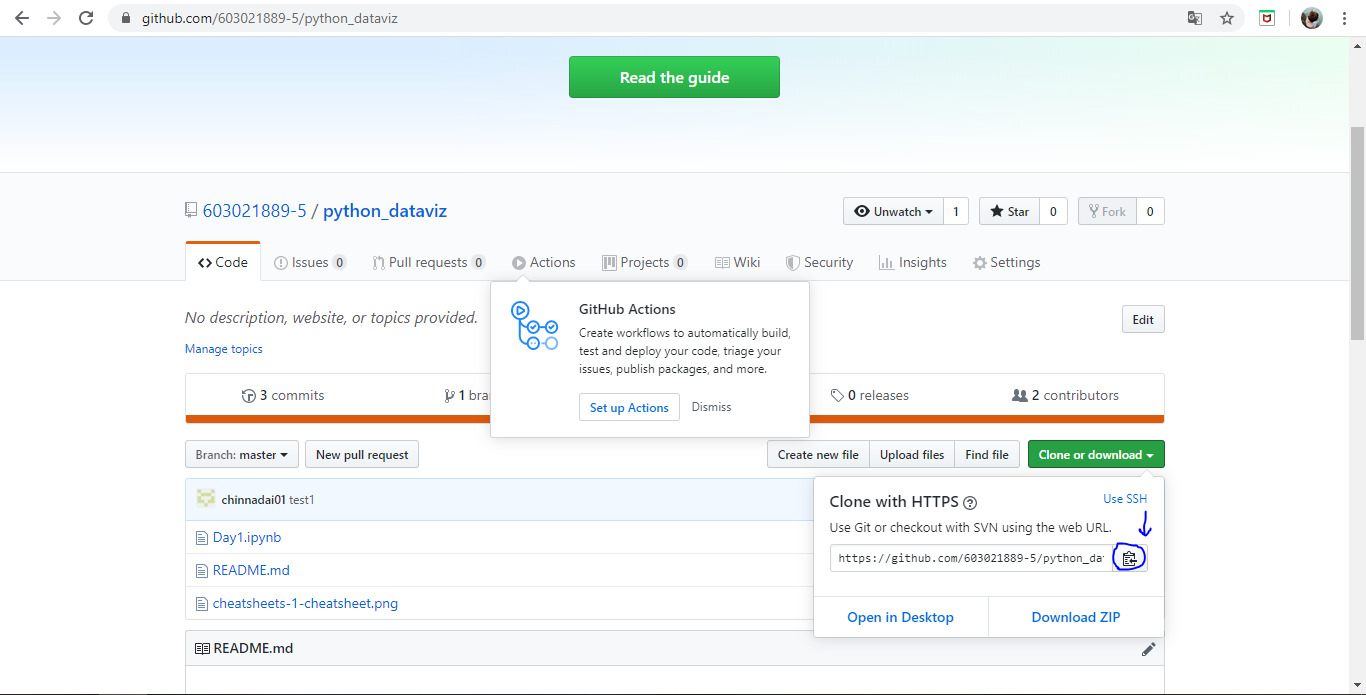 github.com/603021889-5/python_dataviz
Read the guide
603021889-5 / python_dataviz
Unwatch 1 Star 0 Fork 0
Code Issues 0 Pull requests 0 Actions Projects 0 Wiki Security Insights Settings
GitHub Actions
Create workflows to automatically build,
test and deploy your code, triage your
issues, publish packages, and more.
Set up Actions Dismiss
No description, website, or topics provided.
Edit
Manage topics
3 commits 1 bra 0 releases 2 contributors
Branch: master New pull request Create new file Upload files Find file Clone or download
chinnadai01 test1
Day1.ipynb
README.md
cheatsheets-1-cheatsheet.png
Clone with HTTPS Use SSH
Use Git or checkout with SVN using the web URL.
https://github.com/603021889-5/python_da
Open in Desktop Download ZIP
README.md